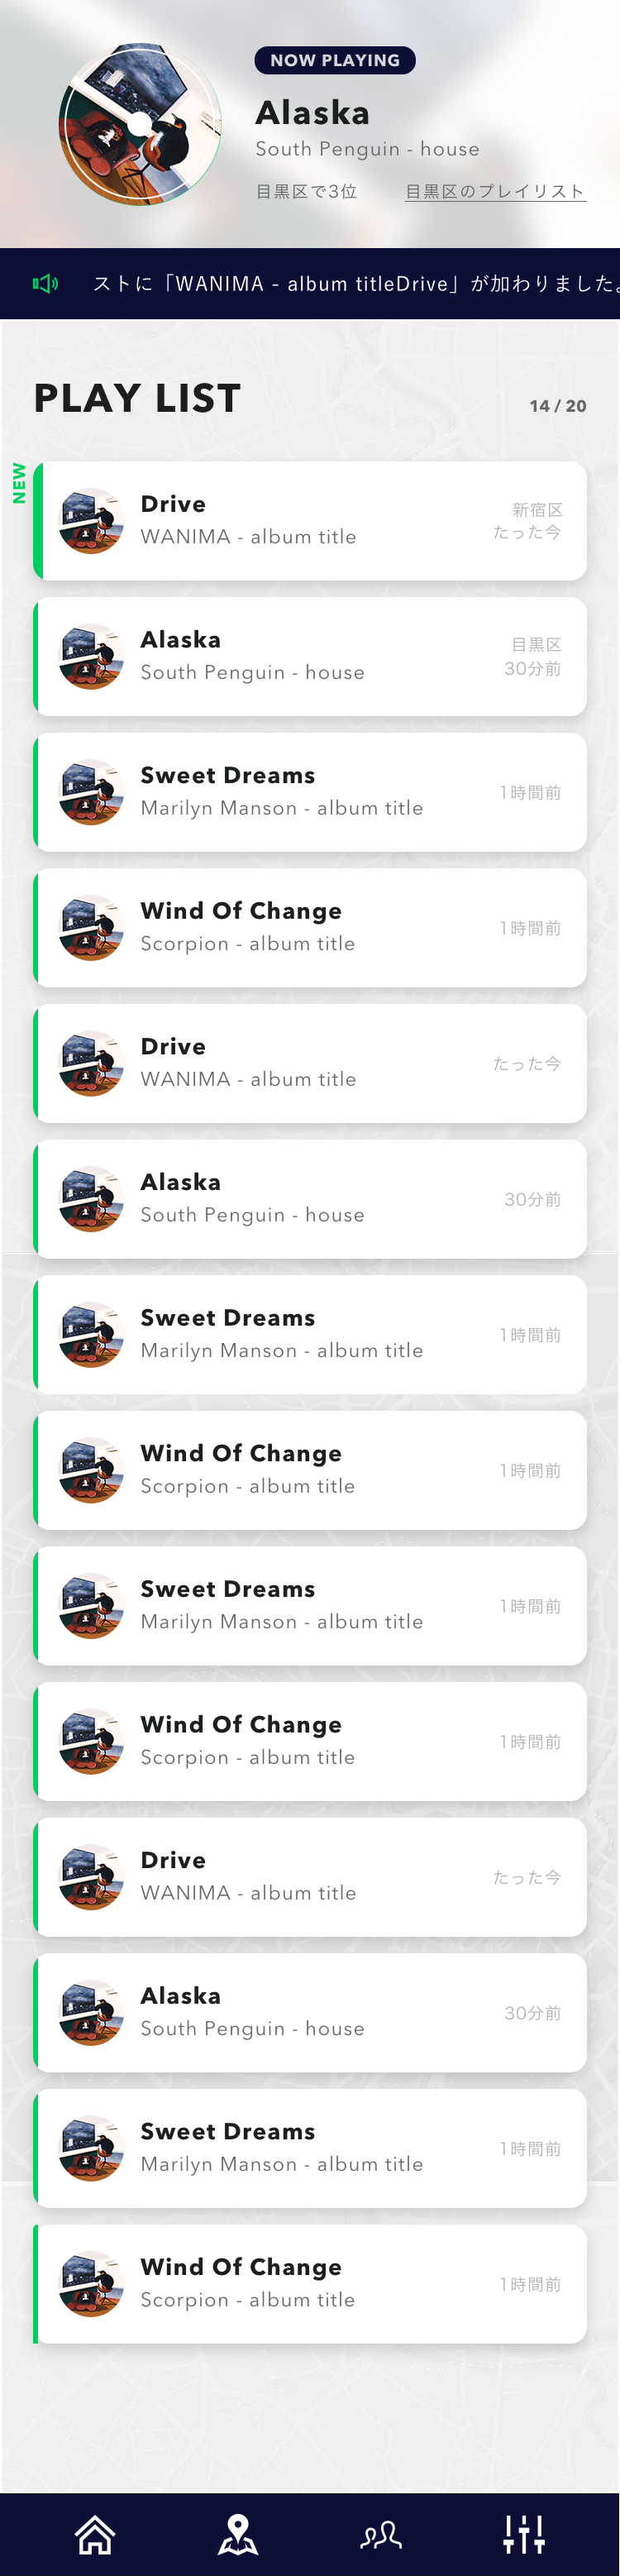 NOW PLAYING
Alaska
South Penguin - house
目黒区で3位 目黒区のプレイリスト
ストに「WANIMA - album titleDrive」が加わりました。
PLAY LIST
14 / 20
NEW
Drive
WANIMA - album title
新宿区
たった今
Alaska
South Penguin - house
目黒区
30分前
Sweet Dreams
Marilyn Manson - album title
1時間前
Wind Of Change
Scorpion - album title
1時間前
Drive
WANIMA - album title
たった今
Alaska
South Penguin - house
30分前
Sweet Dreams
Marilyn Manson - album title
1時間前
Wind Of Change
Scorpion - album title
1時間前
Sweet Dreams
Marilyn Manson - album title
1時間前
Wind Of Change
Scorpion - album title
1時間前
Drive
WANIMA - album title
たった今
Alaska
South Penguin - house
30分前
Sweet Dreams
Marilyn Manson - album title
1時間前
Wind Of Change
Scorpion - album title
1時間前